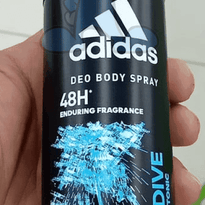 adidas
DEO BODY SPRAY
48H*
ENDURING FRAGRANCE
DIVE